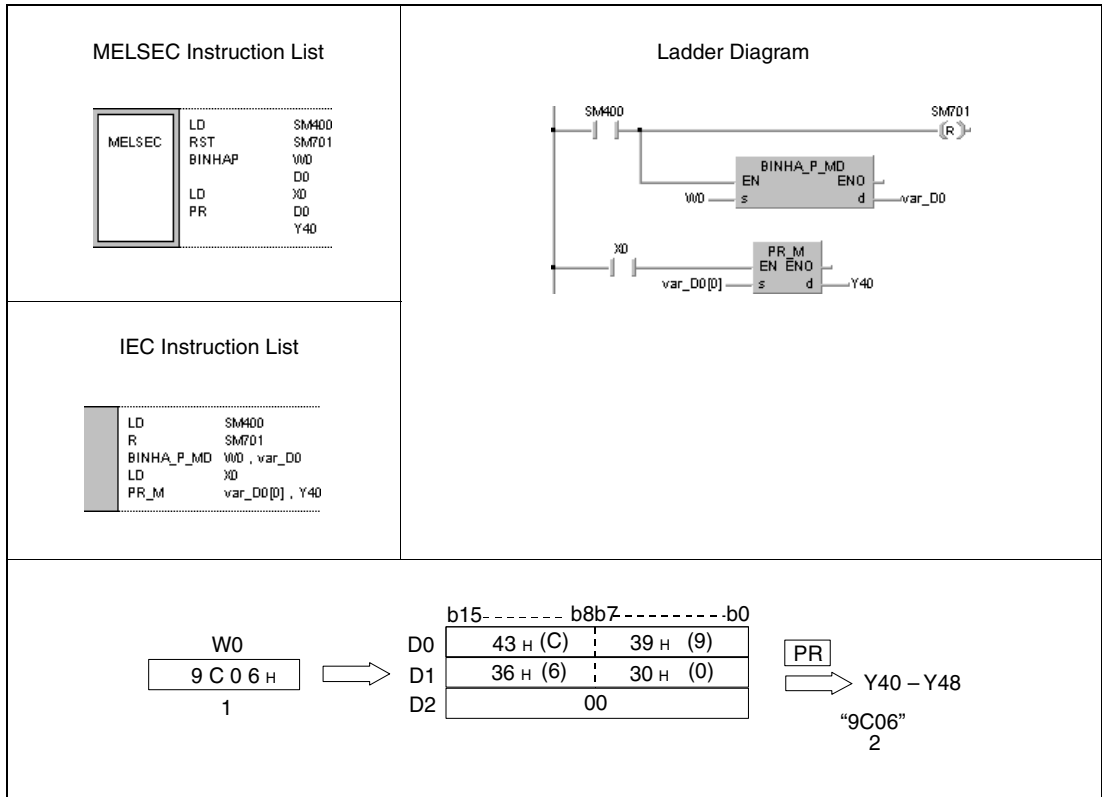 MELSEC Instruction List
MELSEC
LD SM400
RST SM701
BINHAP W0
D0
LD X0
PR D0
Y40
Ladder Diagram
SM400 SM701
( R )
BINHA_P_MD
EN ENO
W0 s d var_D0
X0
PR_M
EN ENO
var_D0[0] s d Y40
IEC Instruction List
LD SM400
R SM701
BINHA_P_MD W0 , var_D0
LD X0
PR_M var_D0[0] , Y40
b15------- b8b7----------b0
W0
9 C 0 6 H
1
D0 43 H (C) 39 H (9)
D1 36 H (6) 30 H (0)
D2 00
PR
Y40 – Y48
“9C06”
2